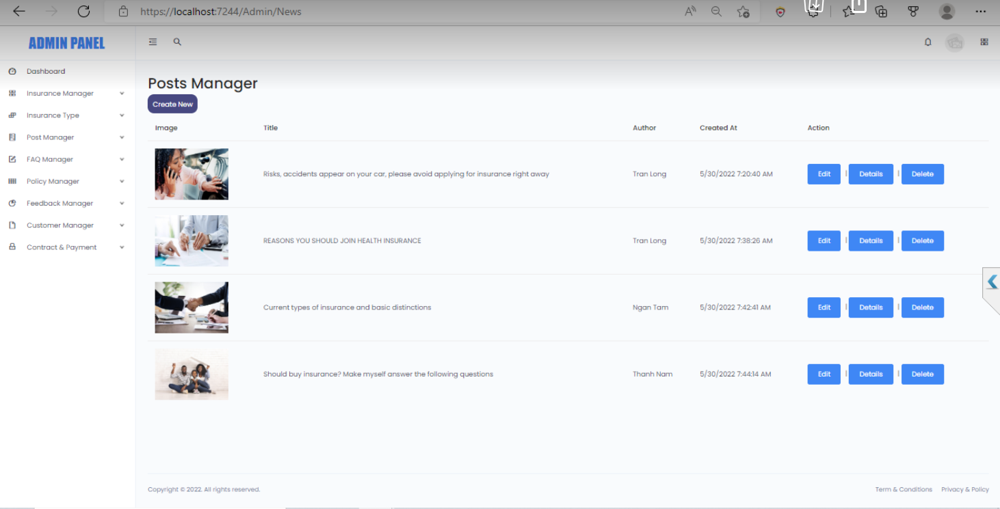 https://localhost:7244/Admin/News
ADMIN PANEL
Dashboard
Insurance Manager
Insurance Type
Post Manager
FAQ Manager
Policy Manager
Feedback Manager
Customer Manager
Contract & Payment
Posts Manager
Create New
Image Title Author Created At Action
Risks, accidents appear on your car, please avoid applying for insurance right away Tran Long 5/30/2022 7:20:40 AM Edit | Details | Delete
REASONS YOU SHOULD JOIN HEALTH INSURANCE Tran Long 5/30/2022 7:38:26 AM Edit | Details | Delete
Current types of insurance and basic distinctions Ngan Tam 5/30/2022 7:42:41 AM Edit | Details | Delete
Should buy insurance? Make myself answer the following questions Thanh Nam 5/30/2022 7:44:14 AM Edit | Details | Delete
Copyright © 2022. All rights reserved. Term & Conditions Privacy & Policy